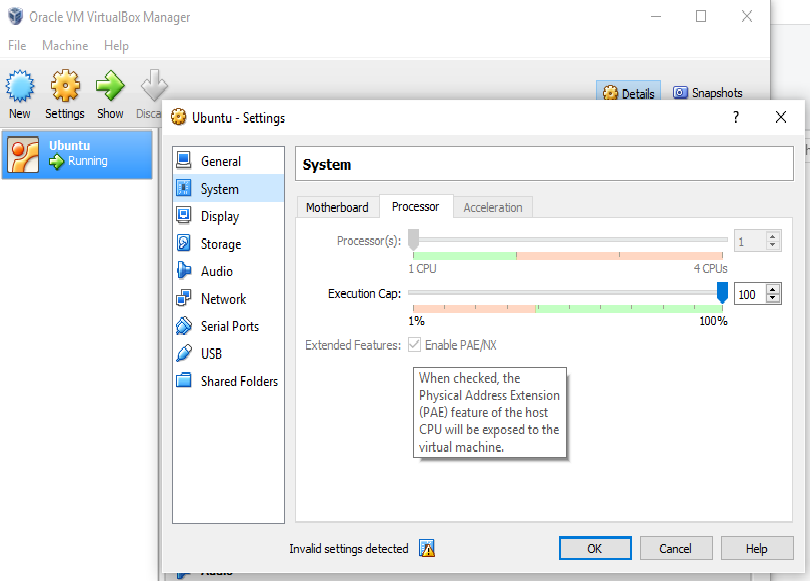 Oracle VM VirtualBox Manager
File Machine Help
New Settings Show Disca
Details Snapshots
Ubuntu
Running
Ubuntu - Settings
?
General
System
Display
Storage
Audio
Network
Serial Ports
USB
Shared Folders
System
Motherboard Processor Acceleration
Processor(s): 1
1 CPU 4 CPUs
Execution Cap: 100
1% 100%
Extended Features: Enable PAE/NX
When checked, the
Physical Address Extension
(PAE) feature of the host
CPU will be exposed to the
virtual machine.
Invalid settings detected OK Cancel Help